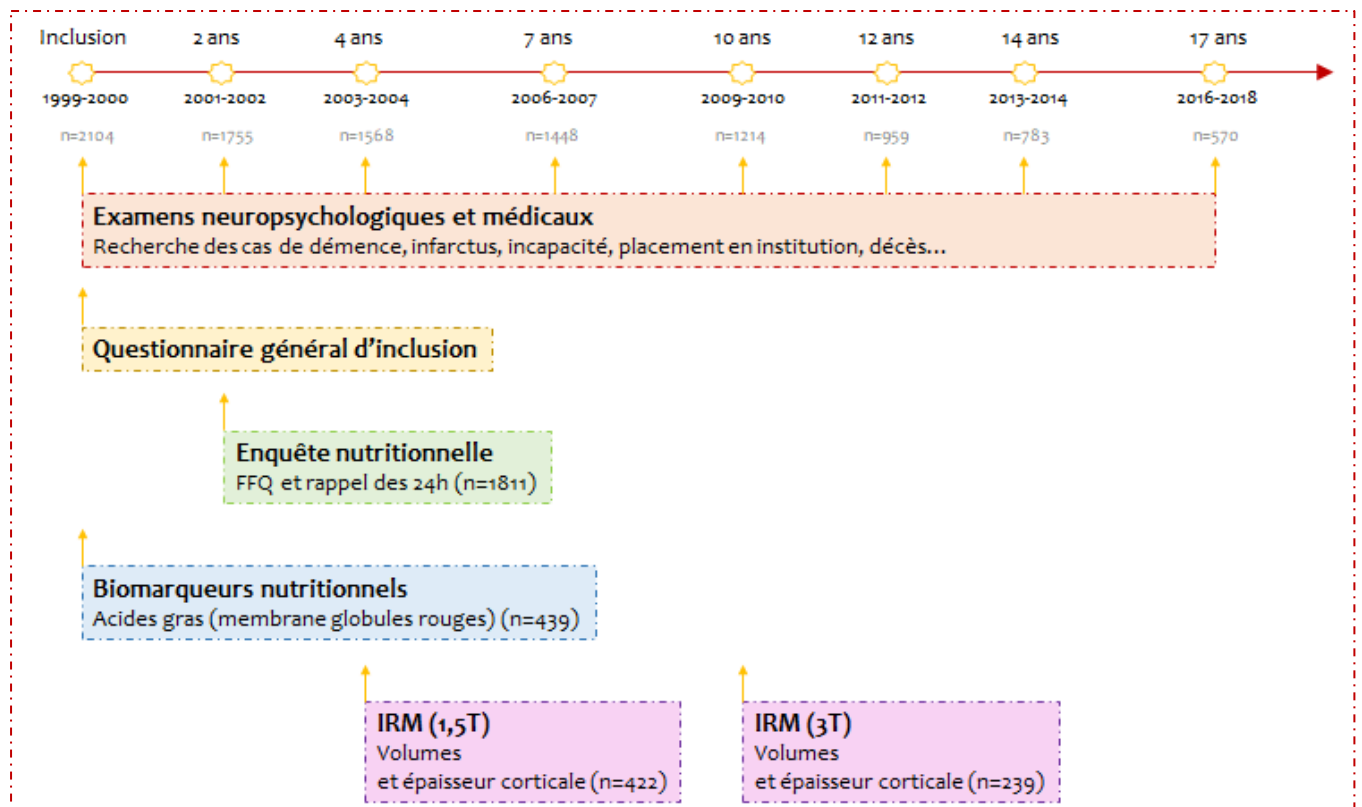 Inclusion 2 ans 4 ans 7 ans 10 ans 12 ans 14 ans 17 ans
1999-2000 2001-2002 2003-2004 2006-2007 2009-2010 2011-2012 2013-2014 2016-2018
n=2104 n=1755 n=1568 n=1448 n=1214 n=959 n=783 n=570
Examens neuropsychologiques et médicaux
Recherche des cas de démence, infarctus, incapacité, placement en institution, décès...
Questionnaire général d'inclusion
Enquête nutritionnelle
FFQ et rappel des 24h (n=1811)
Biomarqueurs nutritionnels
Acides gras (membrane globules rouges) (n=439)
IRM (1,5T)
Volumes
et épaisseur corticale (n=422)
IRM (3T)
Volumes
et épaisseur corticale (n=239)